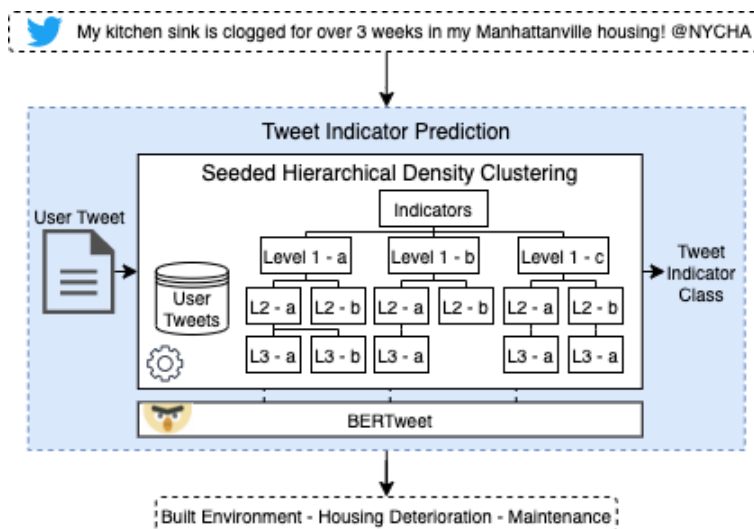 My kitchen sink is clogged for over 3 weeks in my Manhattanville housing! @NYCHA
Tweet Indicator Prediction
Seeded Hierarchical Density Clustering
User Tweet
Indicators
Level 1 - a
Level 1 - b
Level 1 - c
User
Tweets
L2 - a
L2 - b
L2 - a
L2 - b
L2 - a
L2 - b
L3 - a
L3 - b
L3 - a
L3 - a
L3 - a
Tweet
Indicator
Class
BERTweet
Built Environment - Housing Deterioration - Maintenance